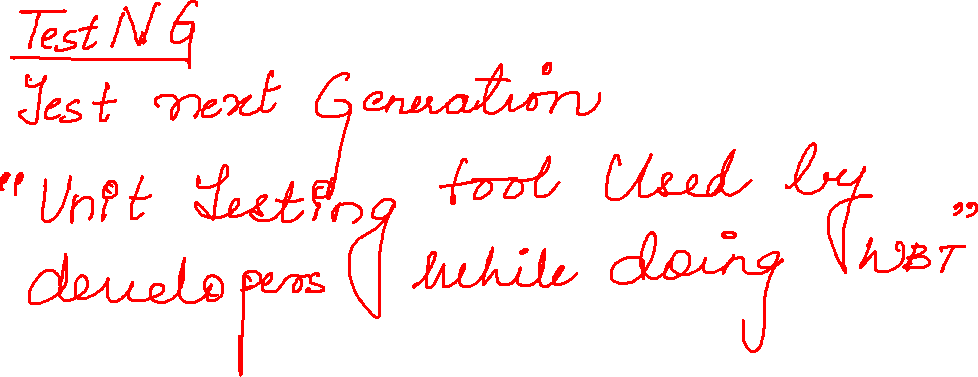 TestNG
Test next Generation
"Unit Testing tool Used by
developers while doing WBT"